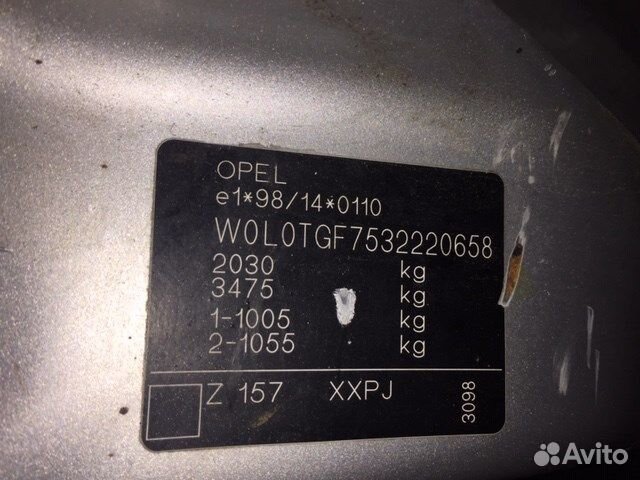 OPEL
e1*98/14*0110
W0L0TGF7532220658
2030 kg
3475 kg
1-1005 kg
2-1055 kg
Z 157 XXPJ 3098
Avito